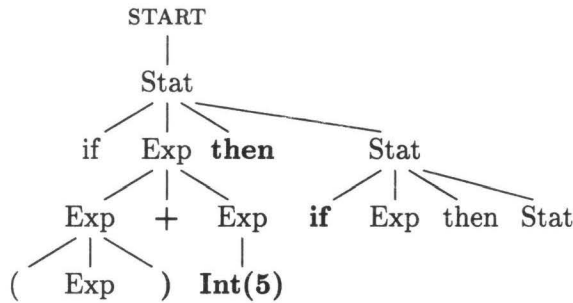 START
Stat
if Exp then Stat
Exp + Exp if Exp then Stat
( Exp ) Int(5)